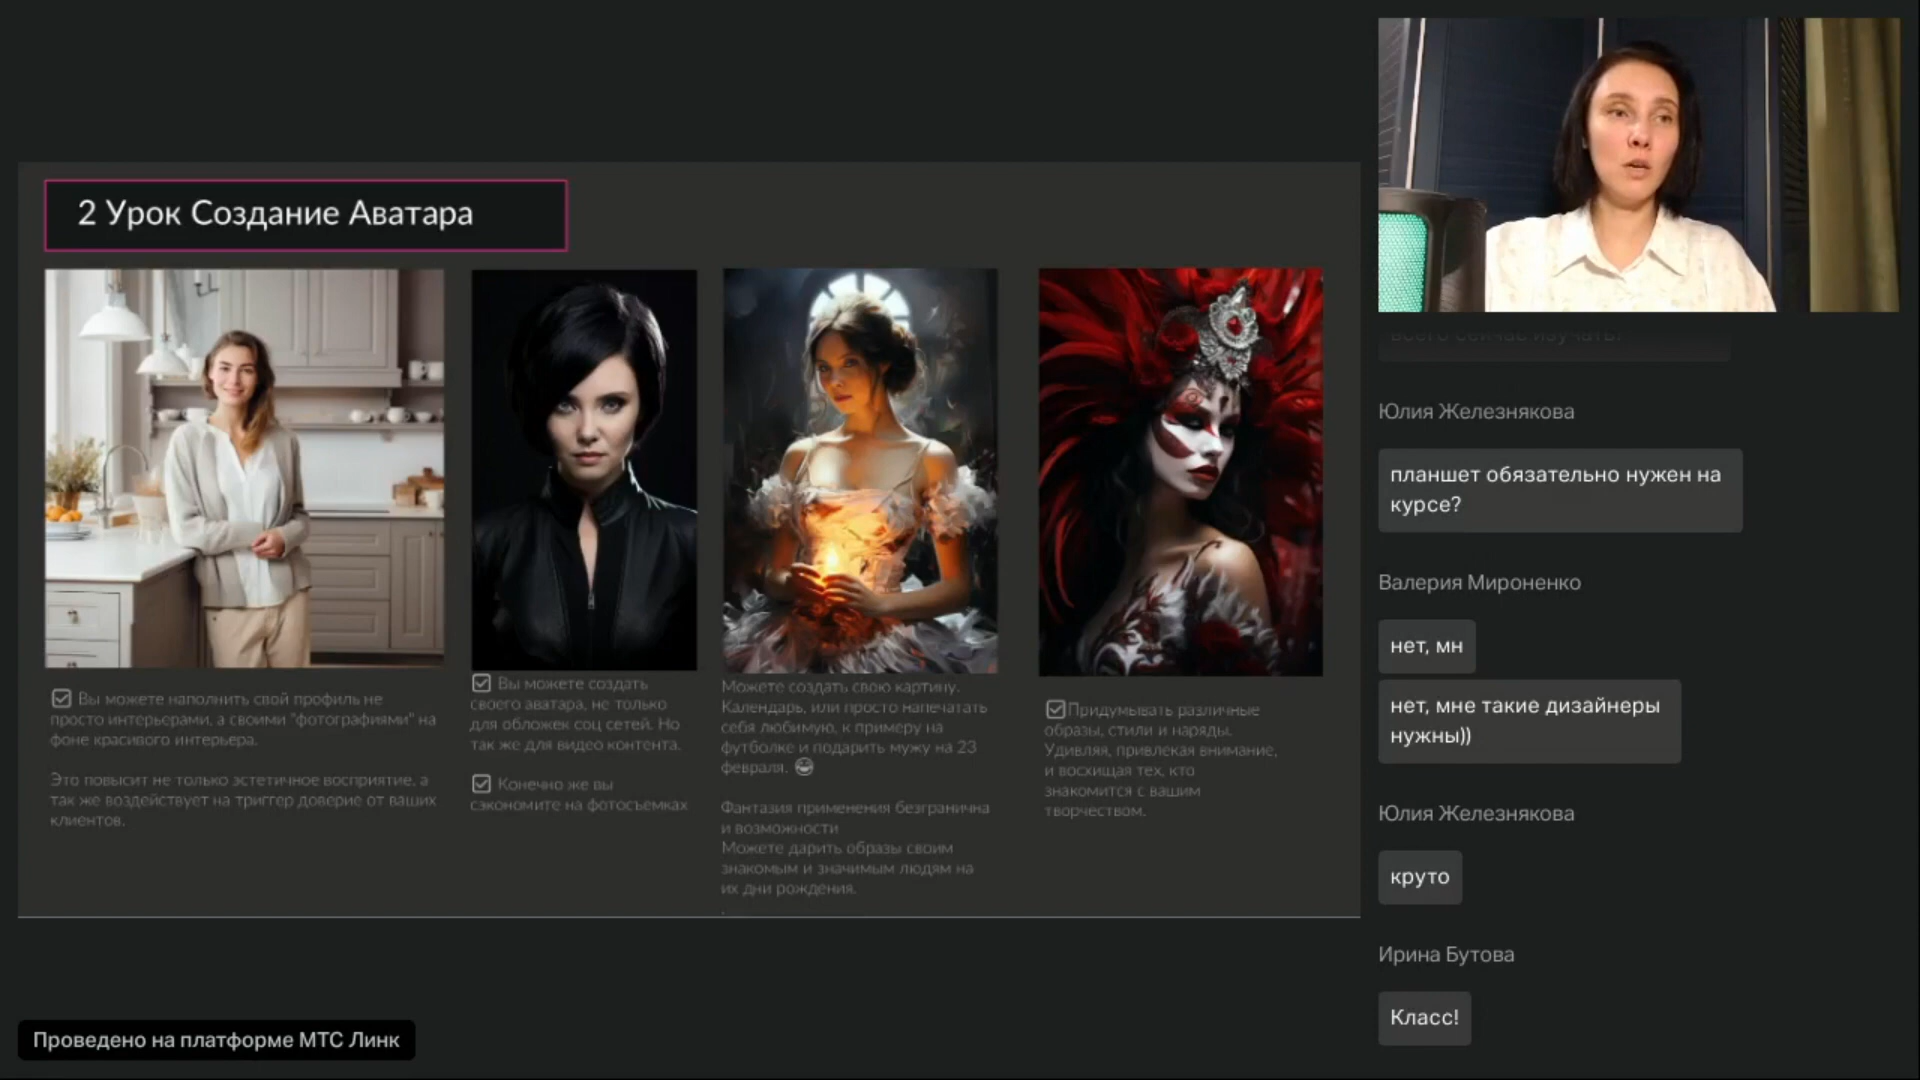 2 Урок Создание Аватара
Вы можете наполнить свой профиль не
просто интерьерами, а своими "фотографиями" на
фоне красивого интерьера.
Это повысит не только эстетичное восприятие, а
так же воздействует на триггер доверие от ваших
клиентов.
Вы можете создать
своего аватара, не только
для обложек соц сетей. Но
так же для видео контента.
Конечно же вы
сэкономите на фотосъемках
Можете создать свою картину.
Календарь, или просто напечатать
себя любимую, к примеру на
футболке и подарить мужу на 23
февраля. 😂
Фантазия применения безгранична
и возможности
Можете дарить образы своим
знакомым и значимым людям на
их дни рождения.
Придумывать различные
образы, стили и наряды.
Удивляя, привлекая внимание,
и восхищая тех, кто
знакомится с вашим
творчеством.
всего сейчас изучать?
Юлия Железнякова
планшет обязательно нужен на
курсе?
Валерия Мироненко
нет, мн
нет, мне такие дизайнеры
нужны))
Юлия Железнякова
круто
Ирина Бутова
Класс!
Проведено на платформе МТС Линк